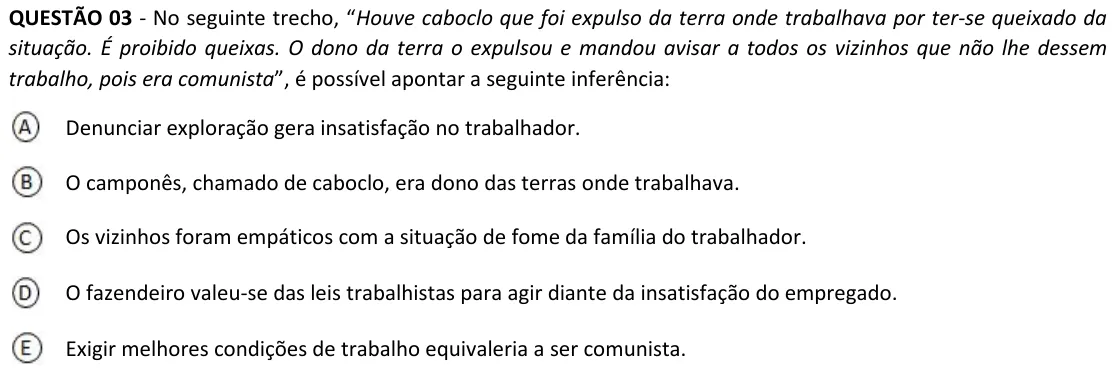 QUESTÃO 03 - No seguinte trecho, “Houve caboclo que foi expulso da terra onde trabalhava por ter-se queixado da
situação. É proibido queixas. O dono da terra o expulsou e mandou avisar a todos os vizinhos que não lhe dessem
trabalho, pois era comunista”, é possível apontar a seguinte inferência:
A Denunciar exploração gera insatisfação no trabalhador.
B O camponês, chamado de caboclo, era dono das terras onde trabalhava.
C Os vizinhos foram empáticos com a situação de fome da família do trabalhador.
D O fazendeiro valeu-se das leis trabalhistas para agir diante da insatisfação do empregado.
E Exigir melhores condições de trabalho equivaleria a ser comunista.